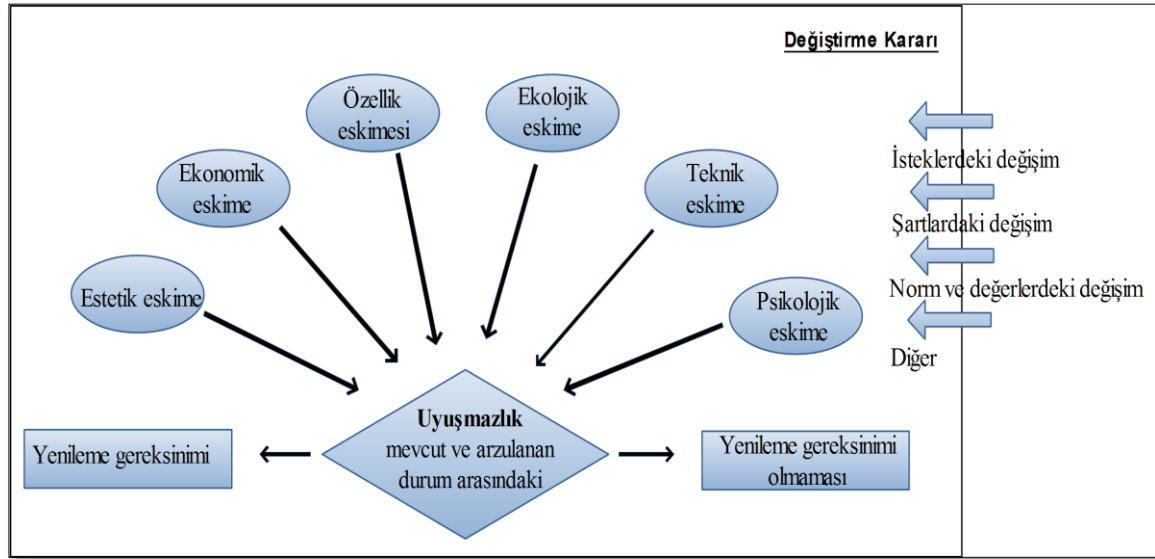 Değiştirme Kararı
Özellik
eskimesi
Ekolojik
eskime
Ekonomik
eskime
Teknik
eskime
Estetik eskime
Psikolojik
eskime
İsteklerdeki değişim
Şartlardaki değişim
Norm ve değerlerdeki değişim
Diğer
Uyuşmazlık
mevcut ve arzulanan
durum arasındaki
Yenileme gereksinimi
Yenileme gereksinimi
olmaması